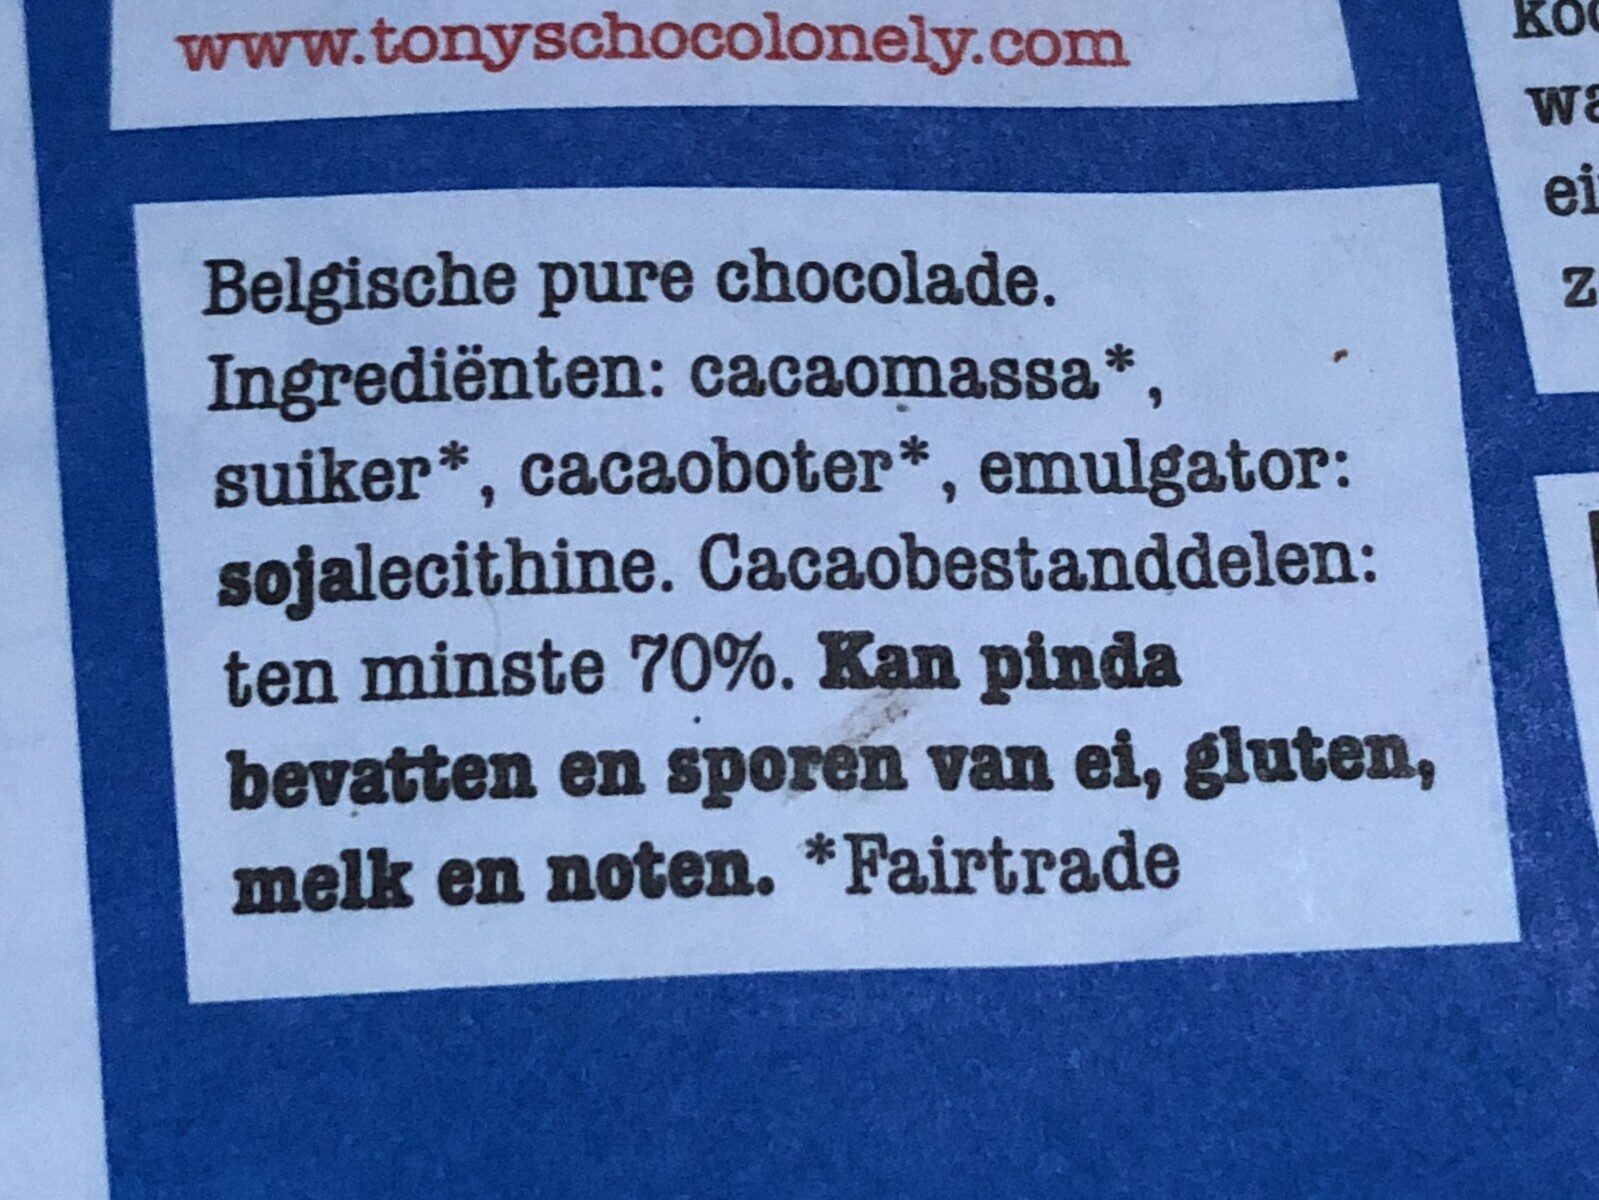 www.tonyschocolonely.com
Belgische pure chocolade.
Ingrediënten: cacaomassa*,
suiker*, cacaoboter*, emulgator:
sojalecithine. Cacaobestanddelen:
ten minste 70%. Kan pinda
bevatten en sporen van ei, gluten,
melk en noten. *Fairtrade